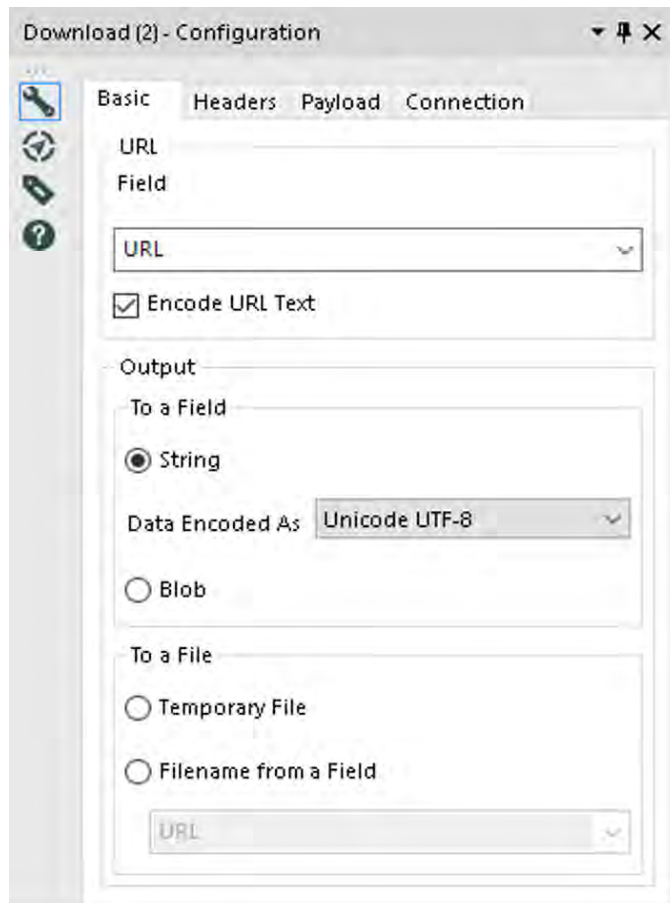 Download (2) - Configuration
Basic Headers Payload Connection
URL
Field
URL
Encode URL Text
Output
To a Field
String
Data Encoded As Unicode UTF-8
Blob
To a File
Temporary File
Filename from a Field
URL